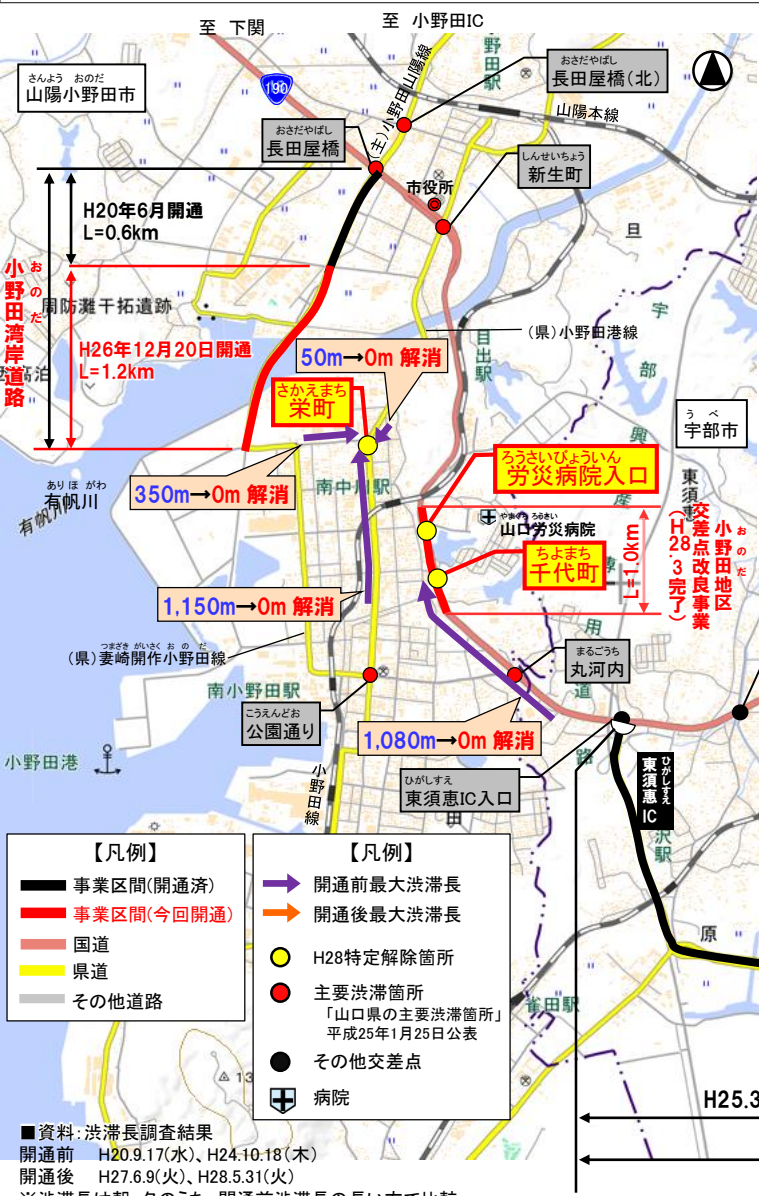 至 下関
至 小野田IC
さんよう おのだ
山陽小野田市
190
(主)小野田山陽線
小野田駅
おさだやばし
長田屋橋(北)
山陽本線
おさだやばし
長田屋橋
しんせいちょう
新生町
市役所
H20年6月開通
L=0.6km
おのだ
小野田湾岸道路
周防灘干拓遺跡
H26年12月20日開通
L=1.2km
高泊
旦
(県)小野田港線
目出駅
宇部興産専用道路
うべ
宇部市
50m→0m 解消
さかえまち
栄町
ろうさいびょういん
労災病院入口
東須恵
ありほ がわ
有帆川
有帆川
350m→0m 解消
南中川駅
やまぐち ろうさい
山口労災病院
ちよまち
千代町
L=1.0km
おのだ
小野田地区
交差点改良事業
(H28.3完了)
1,150m→0m 解消
つまざき がいさく お の だ
(県)妻崎開作小野田線
まるごうち
丸河内
南小野田駅
こうえんどお
公園通り
1,080m→0m 解消
小野田港
小野田線
ひがしすえ
東須恵IC入口
ひがしすえ
東須恵IC
田
沢駅
原
雀田駅
13
【凡例】
事業区間(開通済)
事業区間(今回開通)
国道
県道
その他道路
【凡例】
開通前最大渋滞長
開通後最大渋滞長
H28特定解除箇所
主要渋滞箇所
「山口県の主要渋滞箇所」
平成25年1月25日公表
その他交差点
病院
H25.3
■資料:渋滞長調査結果
開通前 H20.9.17(水)、H24.10.18(木)
開通後 H27.6.9(火)、H28.5.31(火)